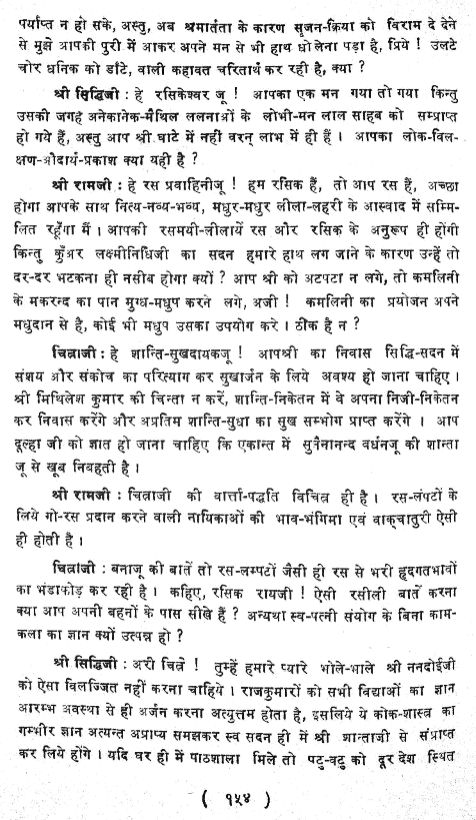 पर्याप्त न हो सके, अस्तु, अब श्रमार्तता के कारण सृजन-क्रिया को विराम दे देने
से मुझे आपकी पुरी में आकर अपने मन से भी हाथ धो लेना पड़ा है, प्रिये ! उलटे
चोर धनिक को डाँटे, वाली कहावत चरितार्थ कर रही है, क्या ?
श्री सिद्धिजी : हे रसिकेश्वर जू ! आपका एक मन गया तो गया किन्तु
उसकी जगह अनेकानेक-मैथिल ललनाओं के लोभी-मन लाल साहब को सम्प्राप्त
हो गये हैं, अस्तु आप श्री घाटे में नहीं वरन् लाभ में ही हैं । आपका लोक-विल-
क्षण-औदार्य-प्रकाश क्या यही है ?
श्री रामजी : हे रस प्रवाहिनीजू ! हम रसिक हैं, तो आप रस हैं, अच्छा
होगा आपके साथ नित्य-नव्य-भव्य, मधुर-मधुर लीला-लहरी के आस्वाद में सम्मि-
लित रहूँगा मैं । आपकी रसमयी-लीलायें रस और रसिक के अनुरूप ही होंगी
किन्तु कुँअर लक्ष्मीनिधिजी का सदन हमारे हाथ लग जाने के कारण उन्हें तो
दर-दर भटकना ही नसीब होगा क्यों ? आप श्री को अटपटा न लगे, तो कमलिनी
के मकरन्द का पान मुग्ध-मधुप करने लगे, अजी ! कमलिनी का प्रयोजन अपने
मधुदान से है, कोई भी मधुप उसका उपयोग करे । ठीक है न ?
चित्राजी : हे शान्ति-सुखदायकजू ! आपश्री का निवास सिद्धि-सदन में
संशय और संकोच का परित्याग कर सुखार्जन के लिये अवश्य हो जाना चाहिए ।
श्री मिथिलेश कुमार की चिन्ता न करें, शान्ति-निकेतन में वे अपना निजी-निकेतन
कर निवास करेंगे और अप्रतिम शान्ति-सुधा का सुख सम्भोग प्राप्त करेंगे । आप
दूल्हा जी को ज्ञात हो जाना चाहिए कि एकान्त में सुनैनानन्द वर्धनजू की शान्ता
जू से खूब निबहती है ।
श्री रामजी : चित्राजी की वार्त्ता-पद्धति विचित्र ही है । रस-लंपटों के
लिये गो-रस प्रदान करने वाली नायिकाओं की भाव-भंगिमा एवं वाक्चातुरी ऐसी
ही होती है ।
चित्राजी : बनाजू की बातें तो रस-लम्पटों जैसी ही रस से भरी हृद्गतभावों
का भंडाफोड़ कर रही है । कहिए, रसिक रायजी ! ऐसी रसीली बातें करना
क्या आप अपनी बहनों के पास सीखे हैं ? अन्यथा स्व-पत्नी संयोग के बिना काम-
कला का ज्ञान क्यों उत्पन्न हो ?
श्री सिद्धिजी : अरी चित्रे ! तुम्हें हमारे प्यारे भोले-भाले श्री ननदोईजी
को ऐसा विलज्जित नहीं करना चाहिये । राजकुमारों को सभी विद्याओं का ज्ञान
आरम्भ अवस्था से ही अर्जन करना अत्युत्तम होता है, इसलिये ये कोक-शास्त्र का
गम्भीर ज्ञान अत्यन्त अप्राप्य समझकर स्व सदन ही में श्री शान्ताजी से संप्राप्त
कर लिये होंगे । यदि घर ही में पाठशाला मिले तो पटु-वटु को दूर देश स्थित
( १५४ )